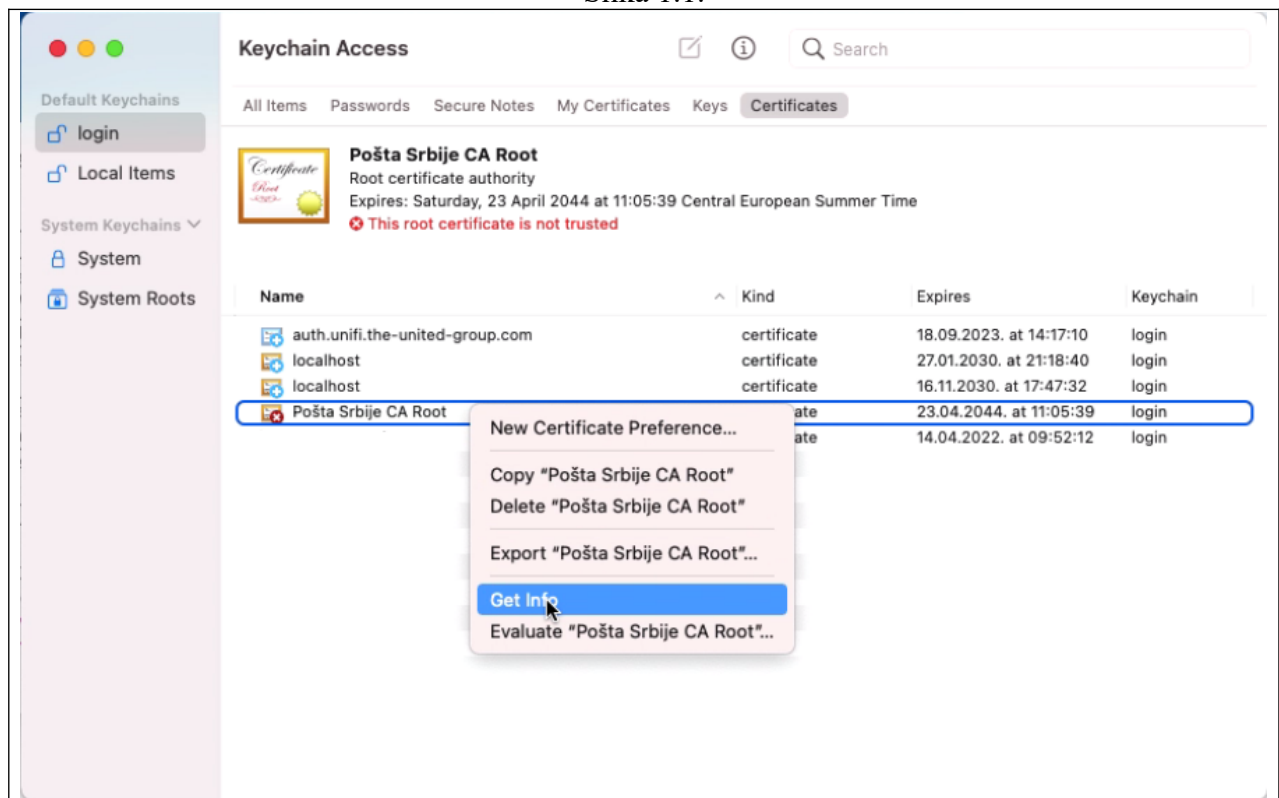 Keychain Access
Search
Default Keychains
login
Local Items
System Keychains
System
System Roots
All Items Passwords Secure Notes My Certificates Keys Certificates
Certificate
Root
Pošta Srbije CA Root
Root certificate authority
Expires: Saturday, 23 April 2044 at 11:05:39 Central European Summer Time
This root certificate is not trusted
Name Kind Expires Keychain
auth.unifi.the-united-group.com certificate 18.09.2023. at 14:17:10 login
localhost certificate 27.01.2030. at 21:18:40 login
localhost certificate 16.11.2030. at 17:47:32 login
Pošta Srbije CA Root ate 23.04.2044. at 11:05:39 login
ate 14.04.2022. at 09:52:12 login
New Certificate Preference...
Copy “Pošta Srbije CA Root”
Delete “Pošta Srbije CA Root”
Export “Pošta Srbije CA Root”...
Get Info
Evaluate “Pošta Srbije CA Root”...